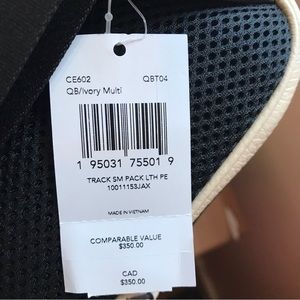 CE602 QBT04
QB/Ivory Multi
1 95031 75501 9
TRACK SM PACK LTH PE
10011153JAX
MADE IN VIETNAM
COMPARABLE VALUE
$350.00
CAD
$350.00